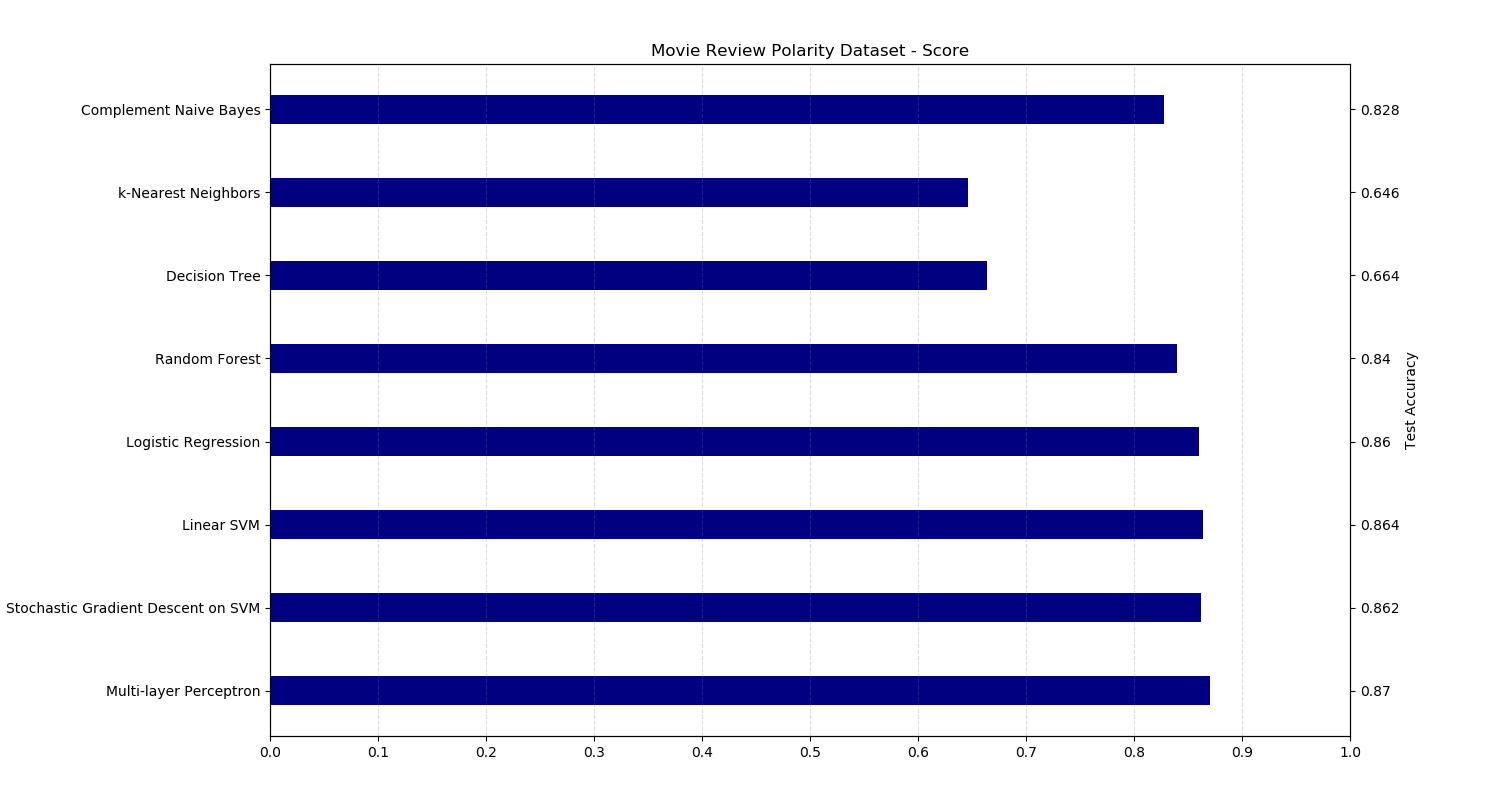 Movie Review Polarity Dataset - Score
Complement Naive Bayes 0.828
k-Nearest Neighbors 0.646
Decision Tree 0.664
Random Forest 0.84
Logistic Regression 0.86
Linear SVM 0.864
Stochastic Gradient Descent on SVM 0.862
Multi-layer Perceptron 0.87
Test Accuracy
0.0 0.1 0.2 0.3 0.4 0.5 0.6 0.7 0.8 0.9 1.0